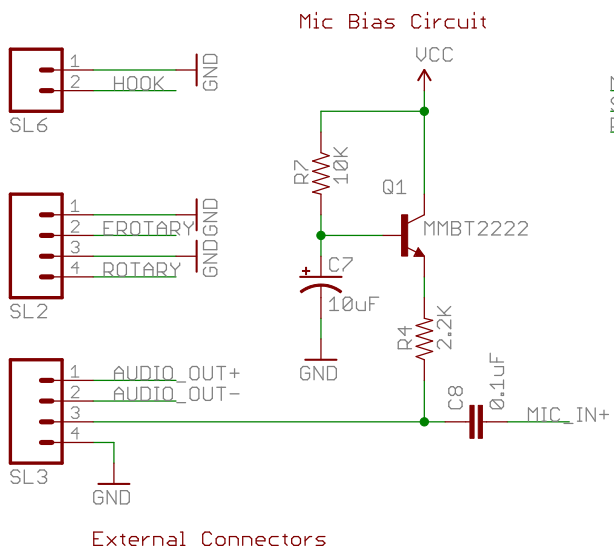 Mic Bias Circuit
VCC
1
GND
2
HOOK
SL6
R7
10K
Q1
MMBT2222
1
GND
2
EROTARY
3
GND
4
ROTARY
SL2
C7
+
10uF
GND
R4
2.2K
1
AUDIO_OUT+
2
AUDIO_OUT-
3
4
SL3
GND
C8
0.1uF
MIC_IN+
External Connectors